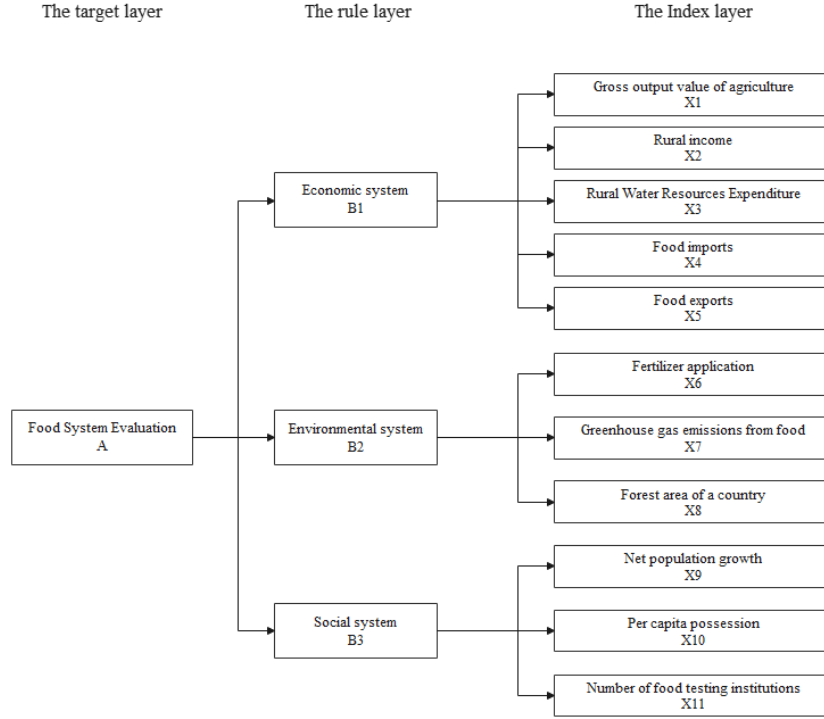 The target layer
The rule layer
The Index layer
Gross output value of agriculture
X1
Rural income
X2
Economic system
B1
Rural Water Resources Expenditure
X3
Food imports
X4
Food exports
X5
Fertilizer application
X6
Food System Evaluation
A
Environmental system
B2
Greenhouse gas emissions from food
X7
Forest area of a country
X8
Net population growth
X9
Social system
B3
Per capita possession
X10
Number of food testing institutions
X11